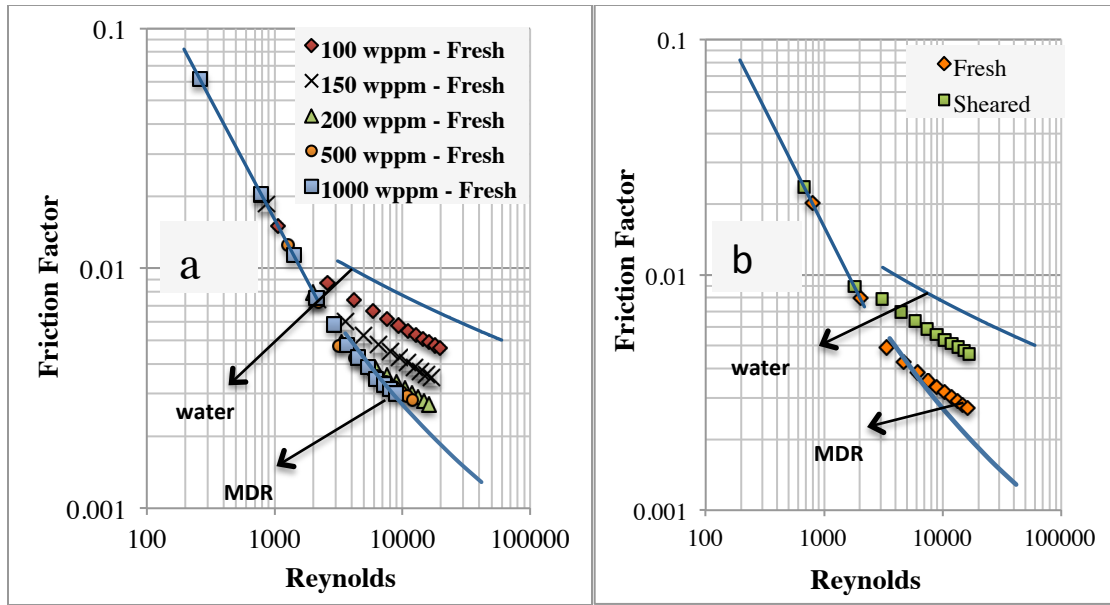 0.1
0.01
0.001
100
1000
10000
100000
Friction Factor
Reynolds
100 wppm - Fresh
150 wppm - Fresh
200 wppm - Fresh
500 wppm - Fresh
1000 wppm - Fresh
a
water
MDR
0.1
0.01
0.001
100
1000
10000
100000
Friction Factor
Reynolds
Fresh
Sheared
b
water
MDR